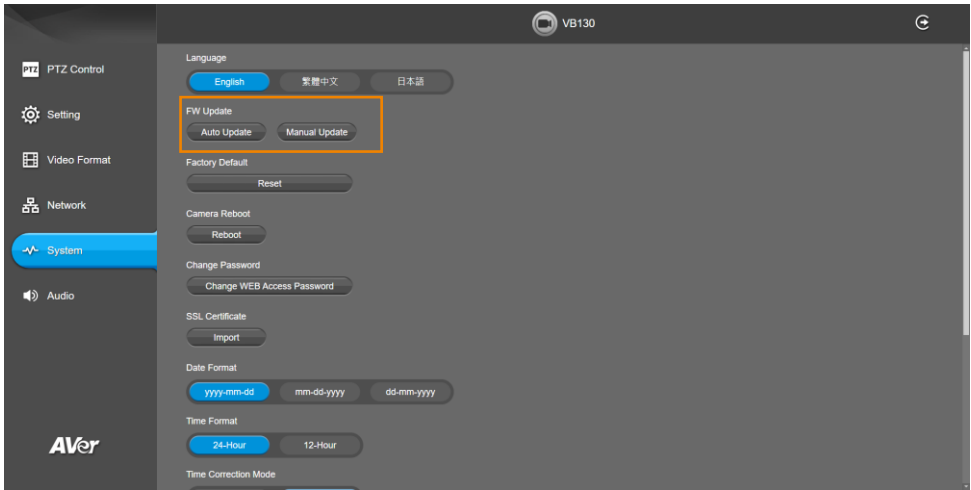 VB130
PTZ PTZ Control
Setting
Video Format
Network
System
Audio
AVer
Language
English 繁體中文 日本語
FW Update
Auto Update Manual Update
Factory Default
Reset
Camera Reboot
Reboot
Change Password
Change WEB Access Password
SSL Certificate
Import
Date Format
yyyy-mm-dd mm-dd-yyyy dd-mm-yyyy
Time Format
24-Hour 12-Hour
Time Correction Mode